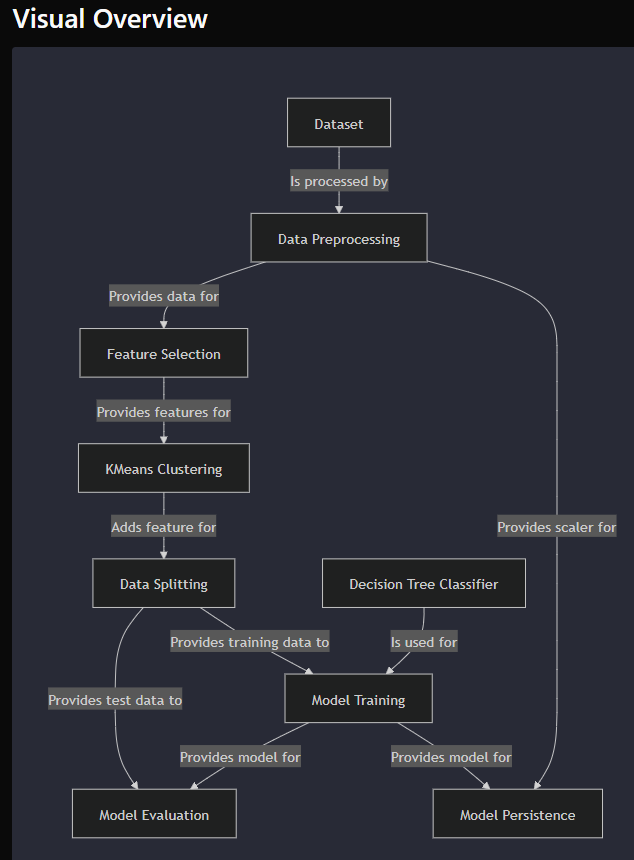 Visual Overview
Dataset
Is processed by
Data Preprocessing
Provides data for
Feature Selection
Provides features for
KMeans Clustering
Adds feature for
Provides scaler for
Data Splitting
Decision Tree Classifier
Provides training data to
Is used for
Provides test data to
Model Training
Provides model for
Provides model for
Model Evaluation
Model Persistence